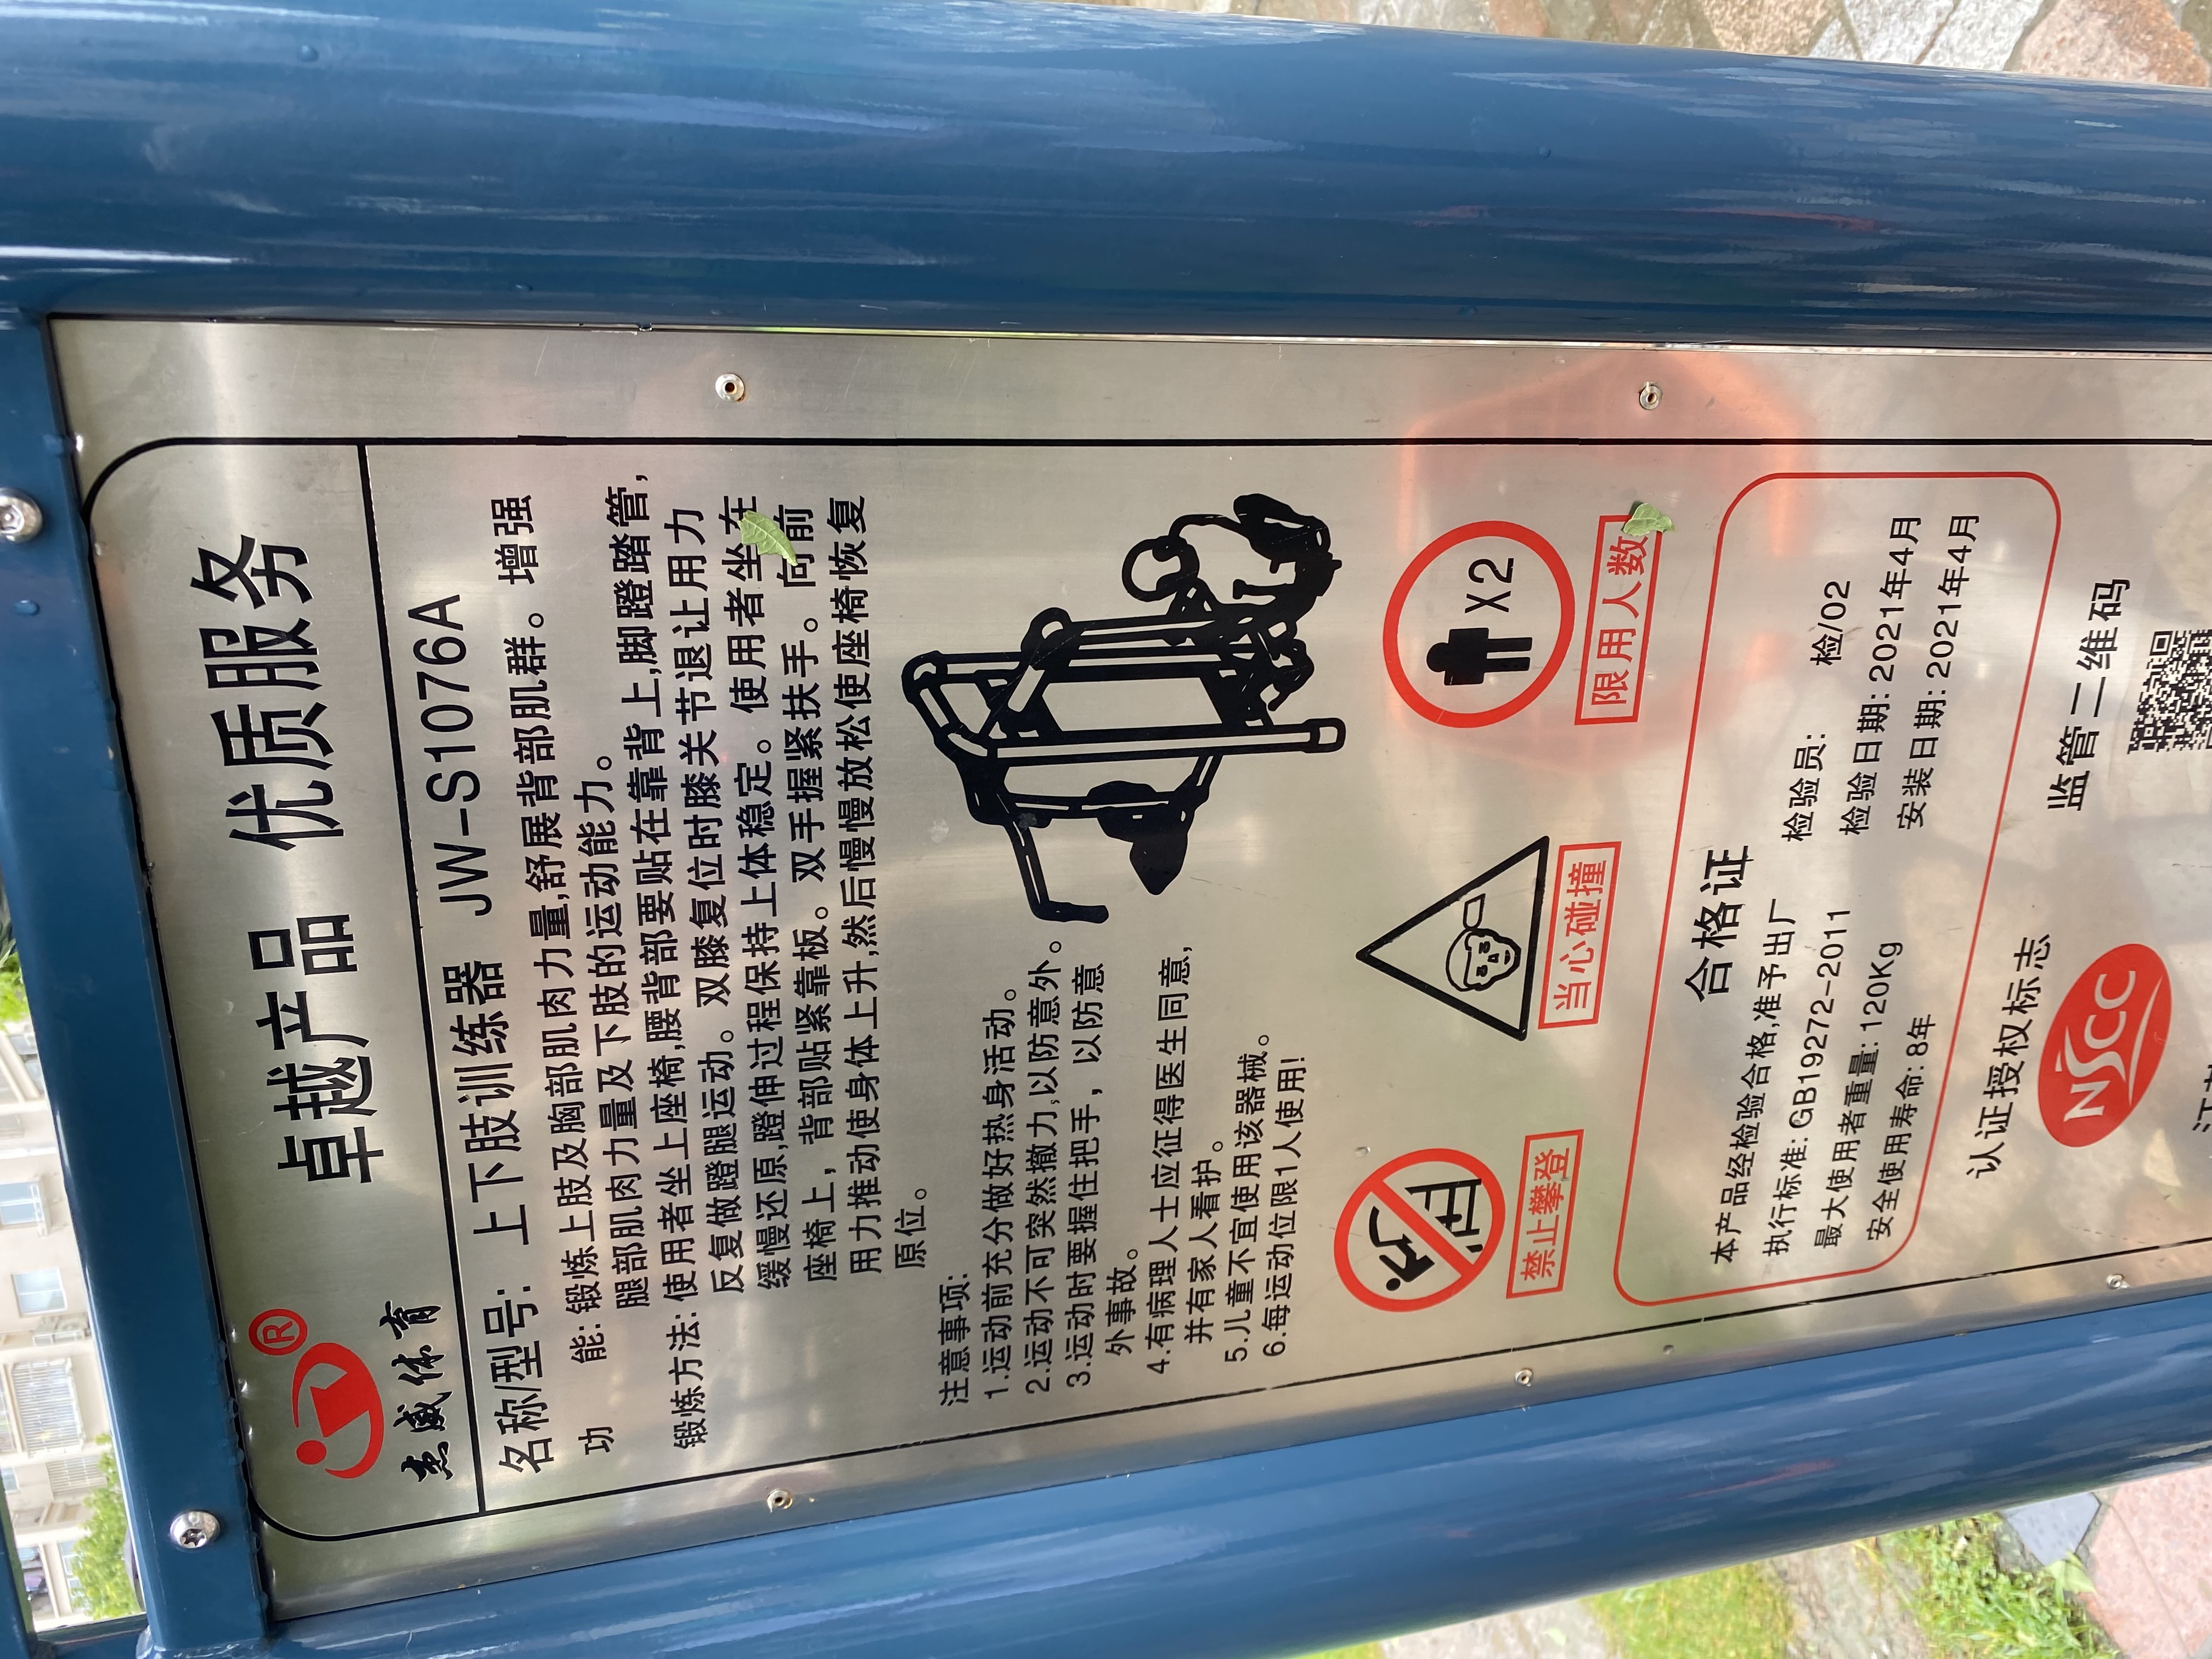 ®
杰威体育
卓越产品 优质服务
名称/型号: 上下肢训练器 JW-S1076A
功 能: 锻炼上肢及胸部肌肉力量,舒展背部肌群。增强
腿部肌肉力量及下肢的运动能力。
锻炼方法: 使用者坐上座椅,腰背部要贴在靠背上,脚蹬踏管,
反复做蹬腿运动。双膝复位时膝关节退让用力
缓慢还原,蹬伸过程保持上体稳定。使用者坐在
座椅上，背部贴紧靠板。双手握紧扶手。向前
用力推动使身体上升,然后慢慢放松使座椅恢复
原位。
注意事项:
1.运动前充分做好热身活动。
2.运动不可突然撤力,以防意外。
3.运动时要握住把手，以防意
外事故。
4.有病理人士应征得医生同意,
并有家人看护。
5.儿童不宜使用该器械。
6.每运动位限1人使用!
X2
禁止攀登
当心碰撞
限用人数
合格证
本产品经检验合格,准予出厂
执行标准: GB19272-2011
最大使用者重量: 120Kg
安全使用寿命: 8年
检验员: 检/02
检验日期: 2021年4月
安装日期: 2021年4月
认证授权标志
NSCC
监管二维码